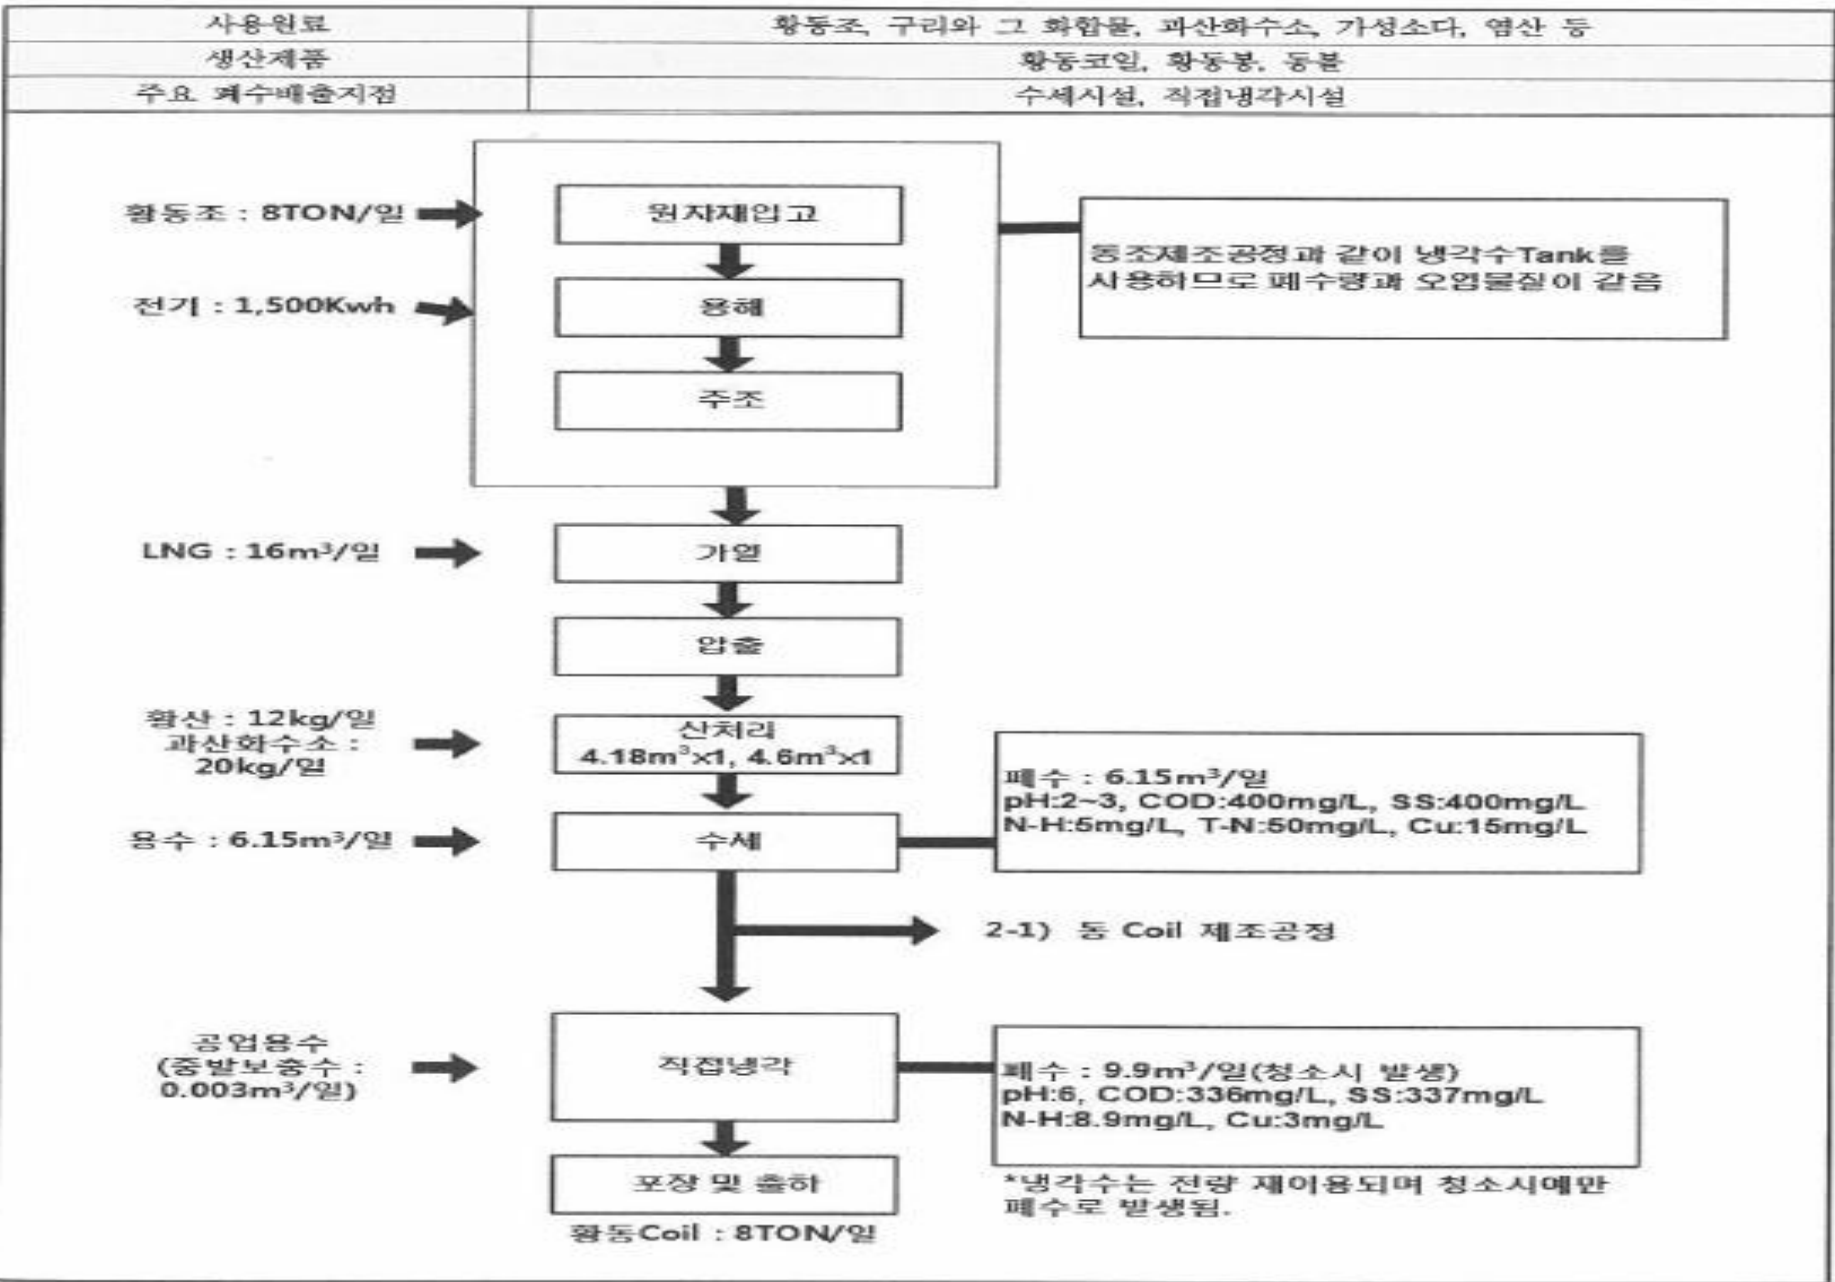 사용원료 황동조, 구리와 그 화합물, 과산화수소, 가성소다, 염산 등
생산제품 황동코일, 황동봉, 동볼
주요 폐수배출지점 수세시설, 직접냉각시설
황동조 : 8TON/일
원자재입고
동조제조공정과 같이 냉각수Tank를
사용하므로 폐수량과 오염물질이 같음
전기 : 1,500Kwh
용해
주조
LNG : 16m³/일
가열
압출
황산 : 12kg/일
과산화수소 :
20kg/일
산처리
4.18m³x1, 4.6m³x1
폐수 : 6.15m³/일
pH:2~3, COD:400mg/L, SS:400mg/L
N-H:5mg/L, T-N:50mg/L, Cu:15mg/L
용수 : 6.15m³/일
수세
2-1) 동 Coil 제조공정
공업용수
(증발보충수 :
0.003m³/일)
직접냉각
폐수 : 9.9m³/일(청소시 발생)
pH:6, COD:336mg/L, SS:337mg/L
N-H:8.9mg/L, Cu:3mg/L
포장 및 출하
*냉각수는 전량 재이용되며 청소시에만
폐수로 발생됨.
황동Coil : 8TON/일